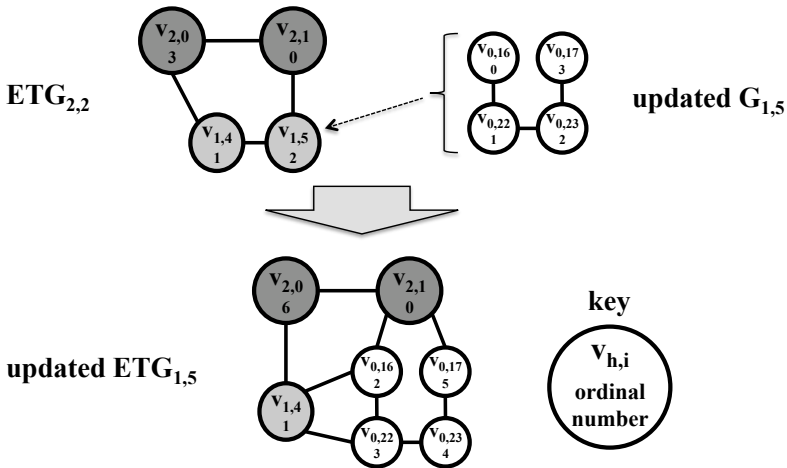 v2,0
3
v2,1
0
ETG2,2
v1,4
1
v1,5
2
v0,16
0
v0,17
3
v0,22
1
v0,23
2
updated G1,5
v2,0
6
v2,1
0
updated ETG1,5
v1,4
1
v0,16
2
v0,17
5
v0,22
3
v0,23
4
key
vh,i
ordinal
number